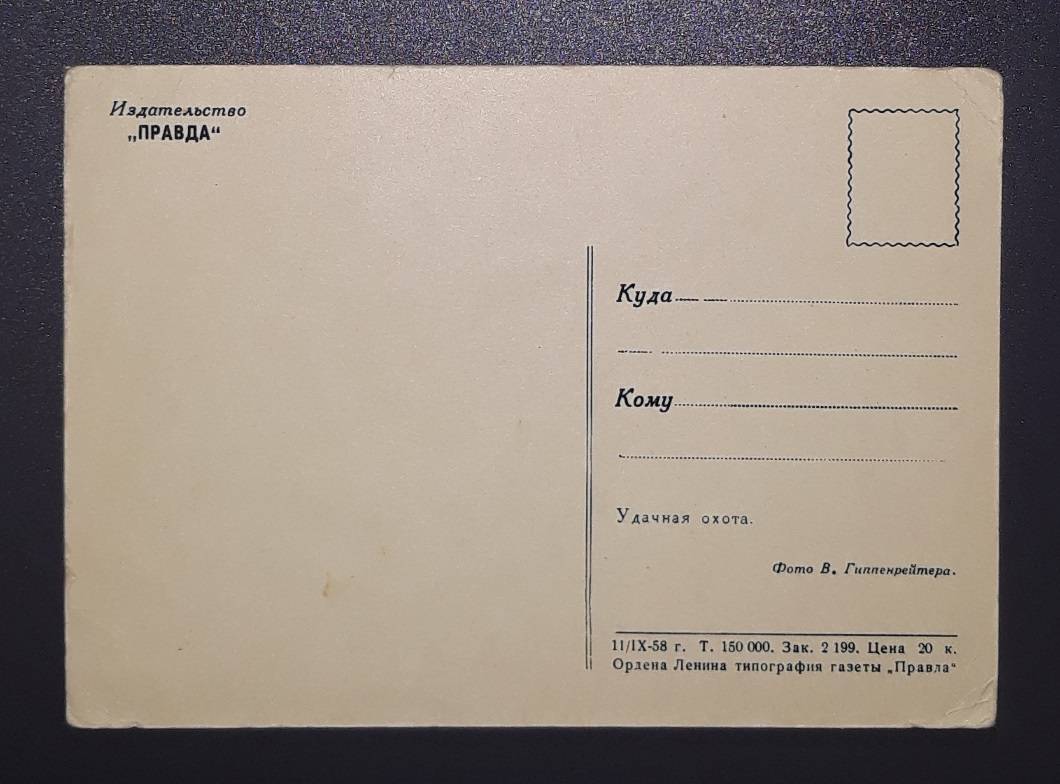 Издательство
„ПРАВДА“
Куда
Кому
Удачная охота.
Фото В. Гиппенрейтера.
11/IX-58 г. Т. 150 000. Зак. 2 199. Цена 20 к.
Ордена Ленина типография газеты „Правла“